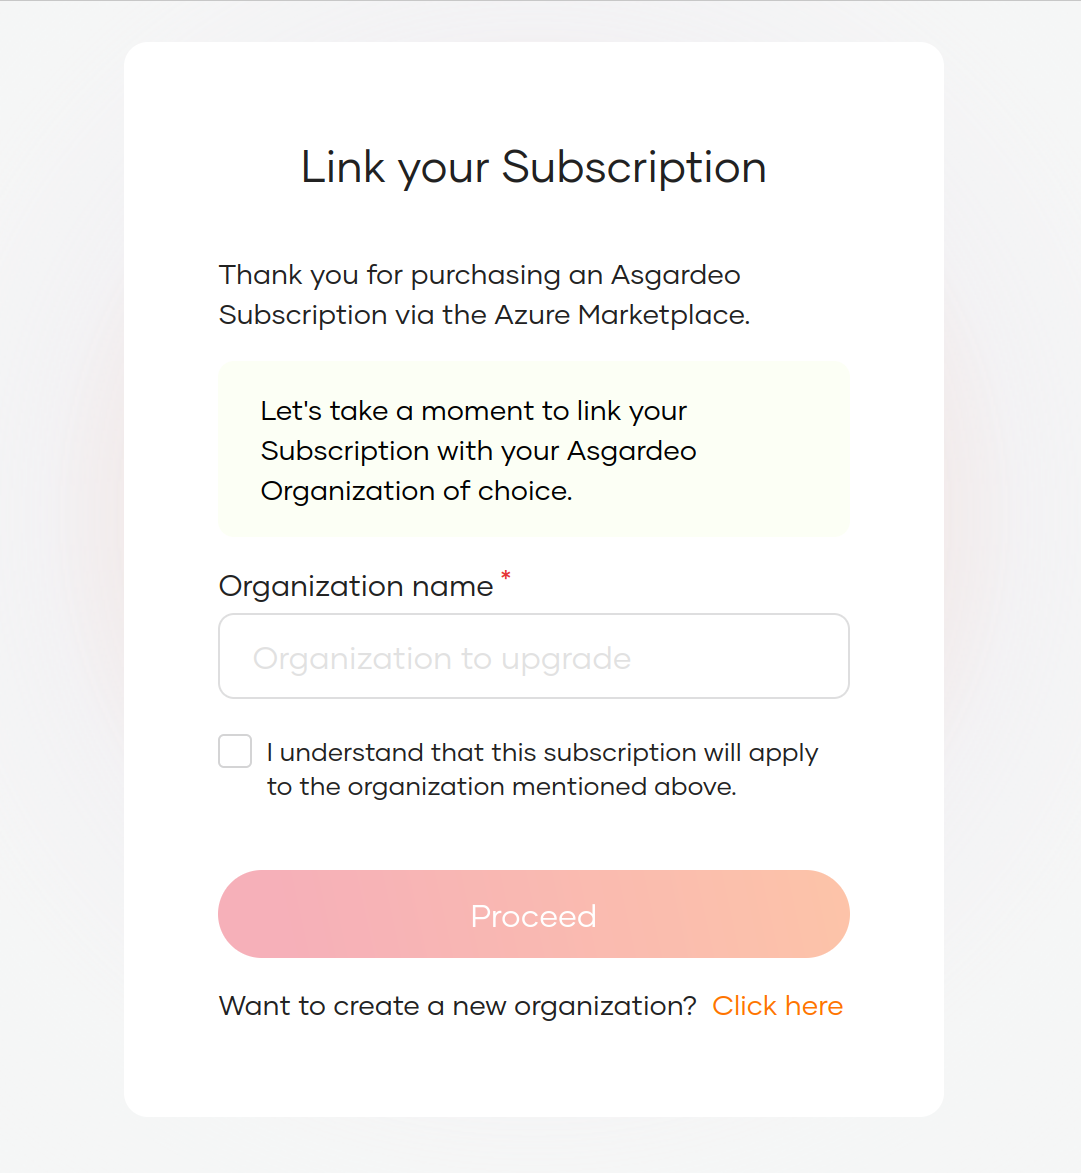 Link your Subscription
Thank you for purchasing an Asgardeo
Subscription via the Azure Marketplace.
Let's take a moment to link your
Subscription with your Asgardeo
Organization of choice.
Organization name *
Organization to upgrade
I understand that this subscription will apply
to the organization mentioned above.
Proceed
Want to create a new organization? Click here